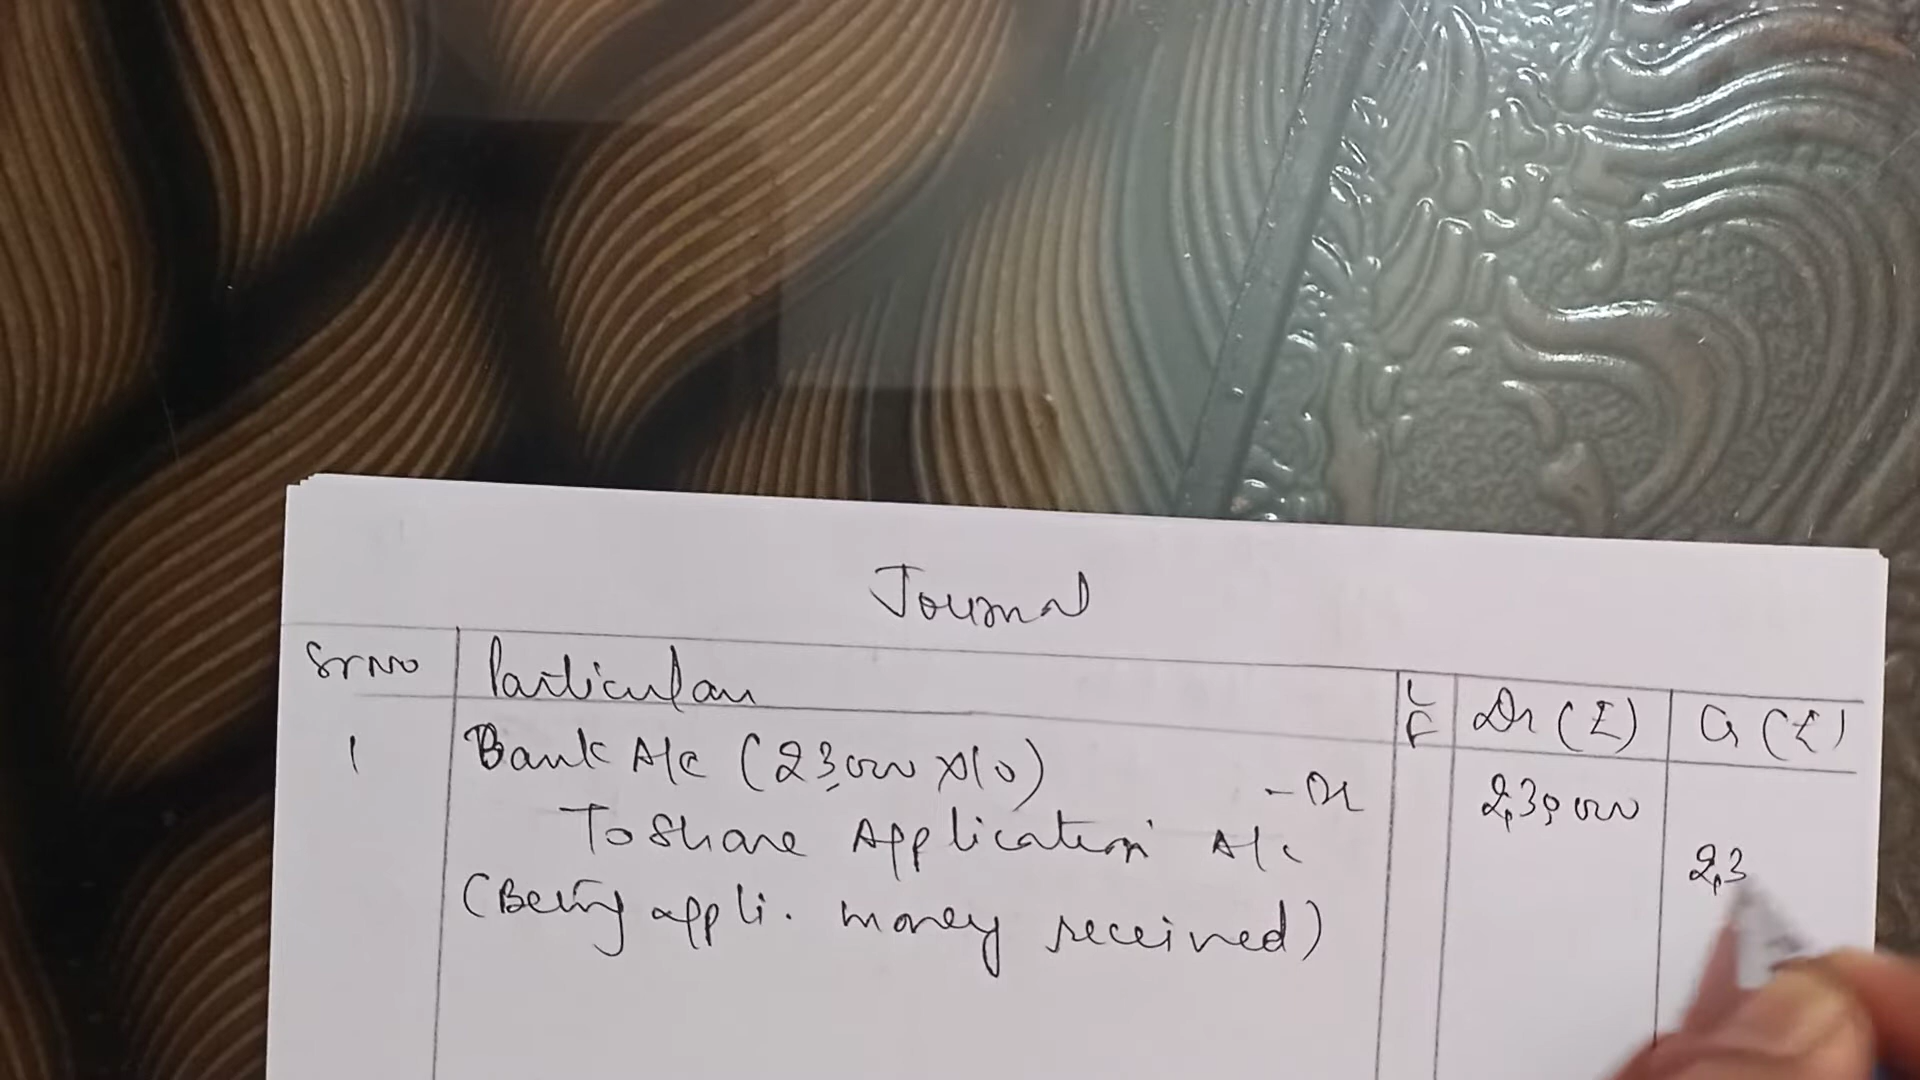 Journal
Sr No Particulars L F Dr (₹) Cr (₹)
1 Bank A/c (23,000 x 10) - Dr 2,30,000
To Share Application A/c 2,3
(Being appli. money received)